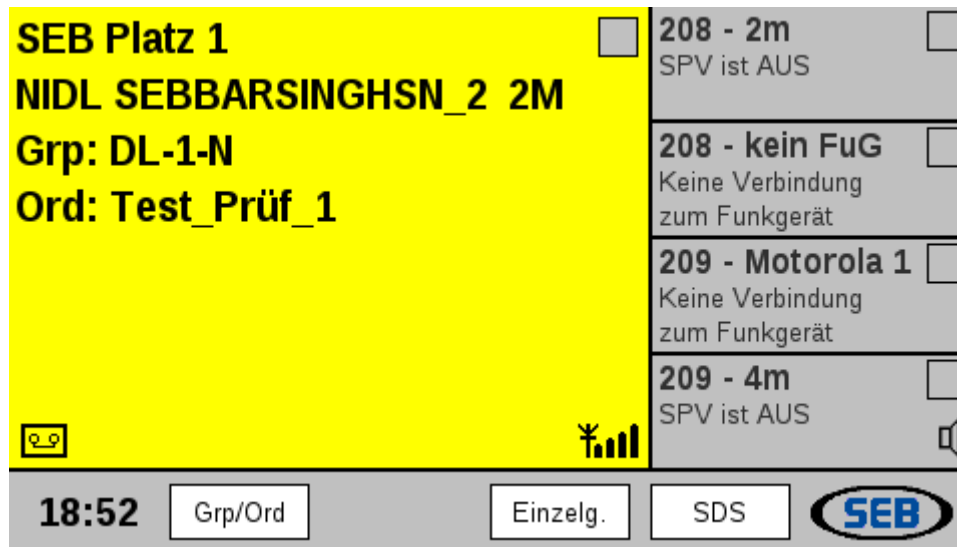 SEB Platz 1
NIDL SEBBARSINGHSN_2 2M
Grp: DL-1-N
Ord: Test_Prüf_1
208 - 2m
SPV ist AUS
208 - kein FuG
Keine Verbindung
zum Funkgerät
209 - Motorola 1
Keine Verbindung
zum Funkgerät
209 - 4m
SPV ist AUS
18:52
Grp/Ord
Einzelg.
SDS
SEB